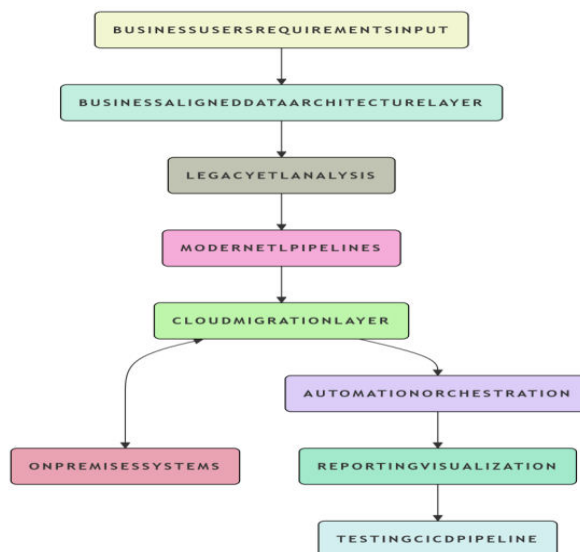 BUSINESSUSERSREQUIREMENTSINPUT
BUSINESSALIGNEDDATAARCHITECTURELAYER
LEGACYETLANALYSIS
MODERNETLPIPELINES
CLOUDMIGRATIONLAYER
AUTOMATIONORCHESTRATION
ONPREMISESSYSTEMS
REPORTINGVISUALIZATION
TESTINGCICDPIPELINE